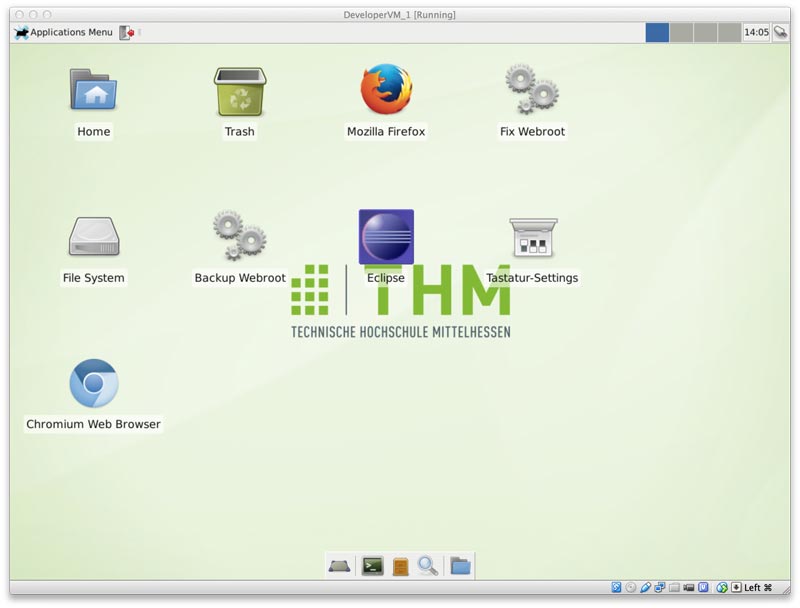 DeveloperVM_1 [Running]
Applications Menu
14:05
Home
Trash
Mozilla Firefox
Fix Webroot
File System
Backup Webroot
Eclipse
Tastatur-Settings
THM
TECHNISCHE HOCHSCHULE MITTELHESSEN
Chromium Web Browser
Left ⌘